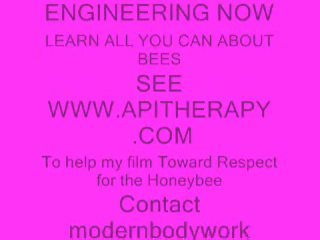 ENGINEERING NOW
LEARN ALL YOU CAN ABOUT
BEES
SEE
WWW.APITHERAPY
.COM
To help my film Toward Respect
for the Honeybee
Contact
modernbodywork